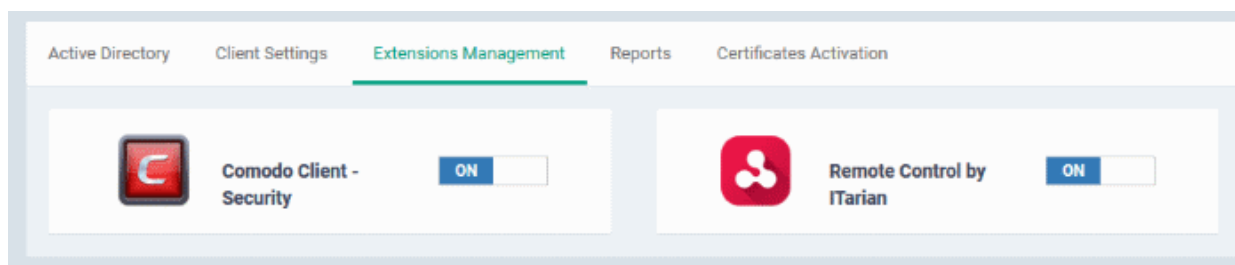 Active Directory Client Settings Extensions Management Reports Certificates Activation
Comodo Client -
Security
ON
Remote Control by
ITarian
ON